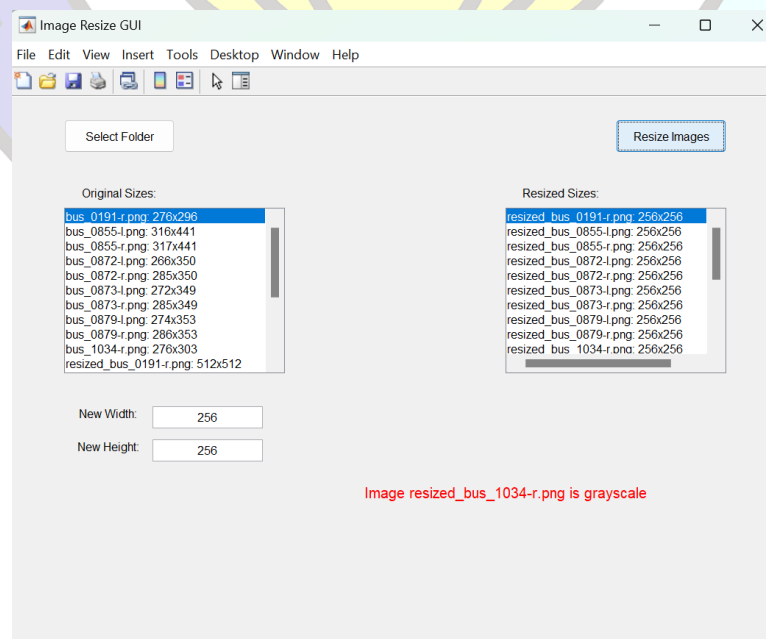 Image Resize GUI
File Edit View Insert Tools Desktop Window Help
Select Folder
Resize Images
Original Sizes:
bus_0191-r.png: 276x296
bus_0855-l.png: 316x441
bus_0855-r.png: 317x441
bus_0872-l.png: 266x350
bus_0872-r.png: 285x350
bus_0873-l.png: 272x349
bus_0873-r.png: 285x349
bus_0879-l.png: 274x353
bus_0879-r.png: 286x353
bus_1034-r.png: 276x303
resized_bus_0191-r.png: 512x512
Resized Sizes:
resized_bus_0191-r.png: 256x256
resized_bus_0855-l.png: 256x256
resized_bus_0855-r.png: 256x256
resized_bus_0872-l.png: 256x256
resized_bus_0872-r.png: 256x256
resized_bus_0873-l.png: 256x256
resized_bus_0873-r.png: 256x256
resized_bus_0879-l.png: 256x256
resized_bus_0879-r.png: 256x256
resized_bus_1034-r.png: 256x256
New Width: 256
New Height: 256
Image resized_bus_1034-r.png is grayscale